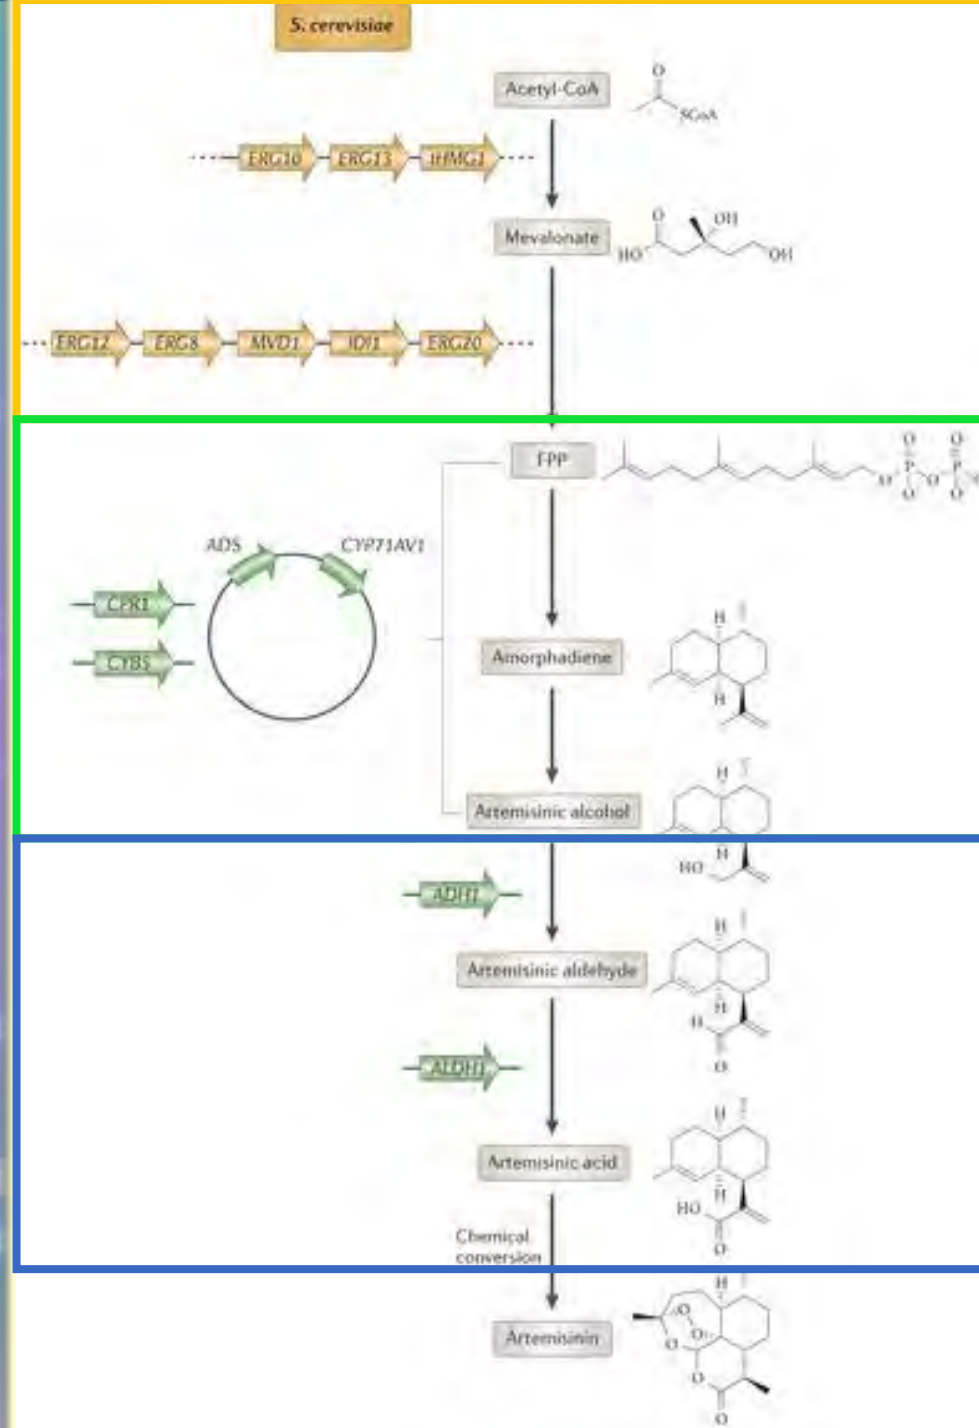 S. cerevisiae
Acetyl-CoA
O
SCoA
ERG10 ERG13 tHMG1
Mevalonate
O
OH
HO
OH
ERG12 ERG8 MVD1 IDI1 ERG20
FPP
O O
O P O P
O O
ADS CYP71AV1
CPR1
CYB5
Amorphadiene
H
H
Artemisinic alcohol
H
H
HO
ADH1
Artemisinic aldehyde
H
H
H
O
ALDH1
Artemisinic acid
H
H
HO
O
Chemical
conversion
Artemisinin
H
O
O
O
O
O